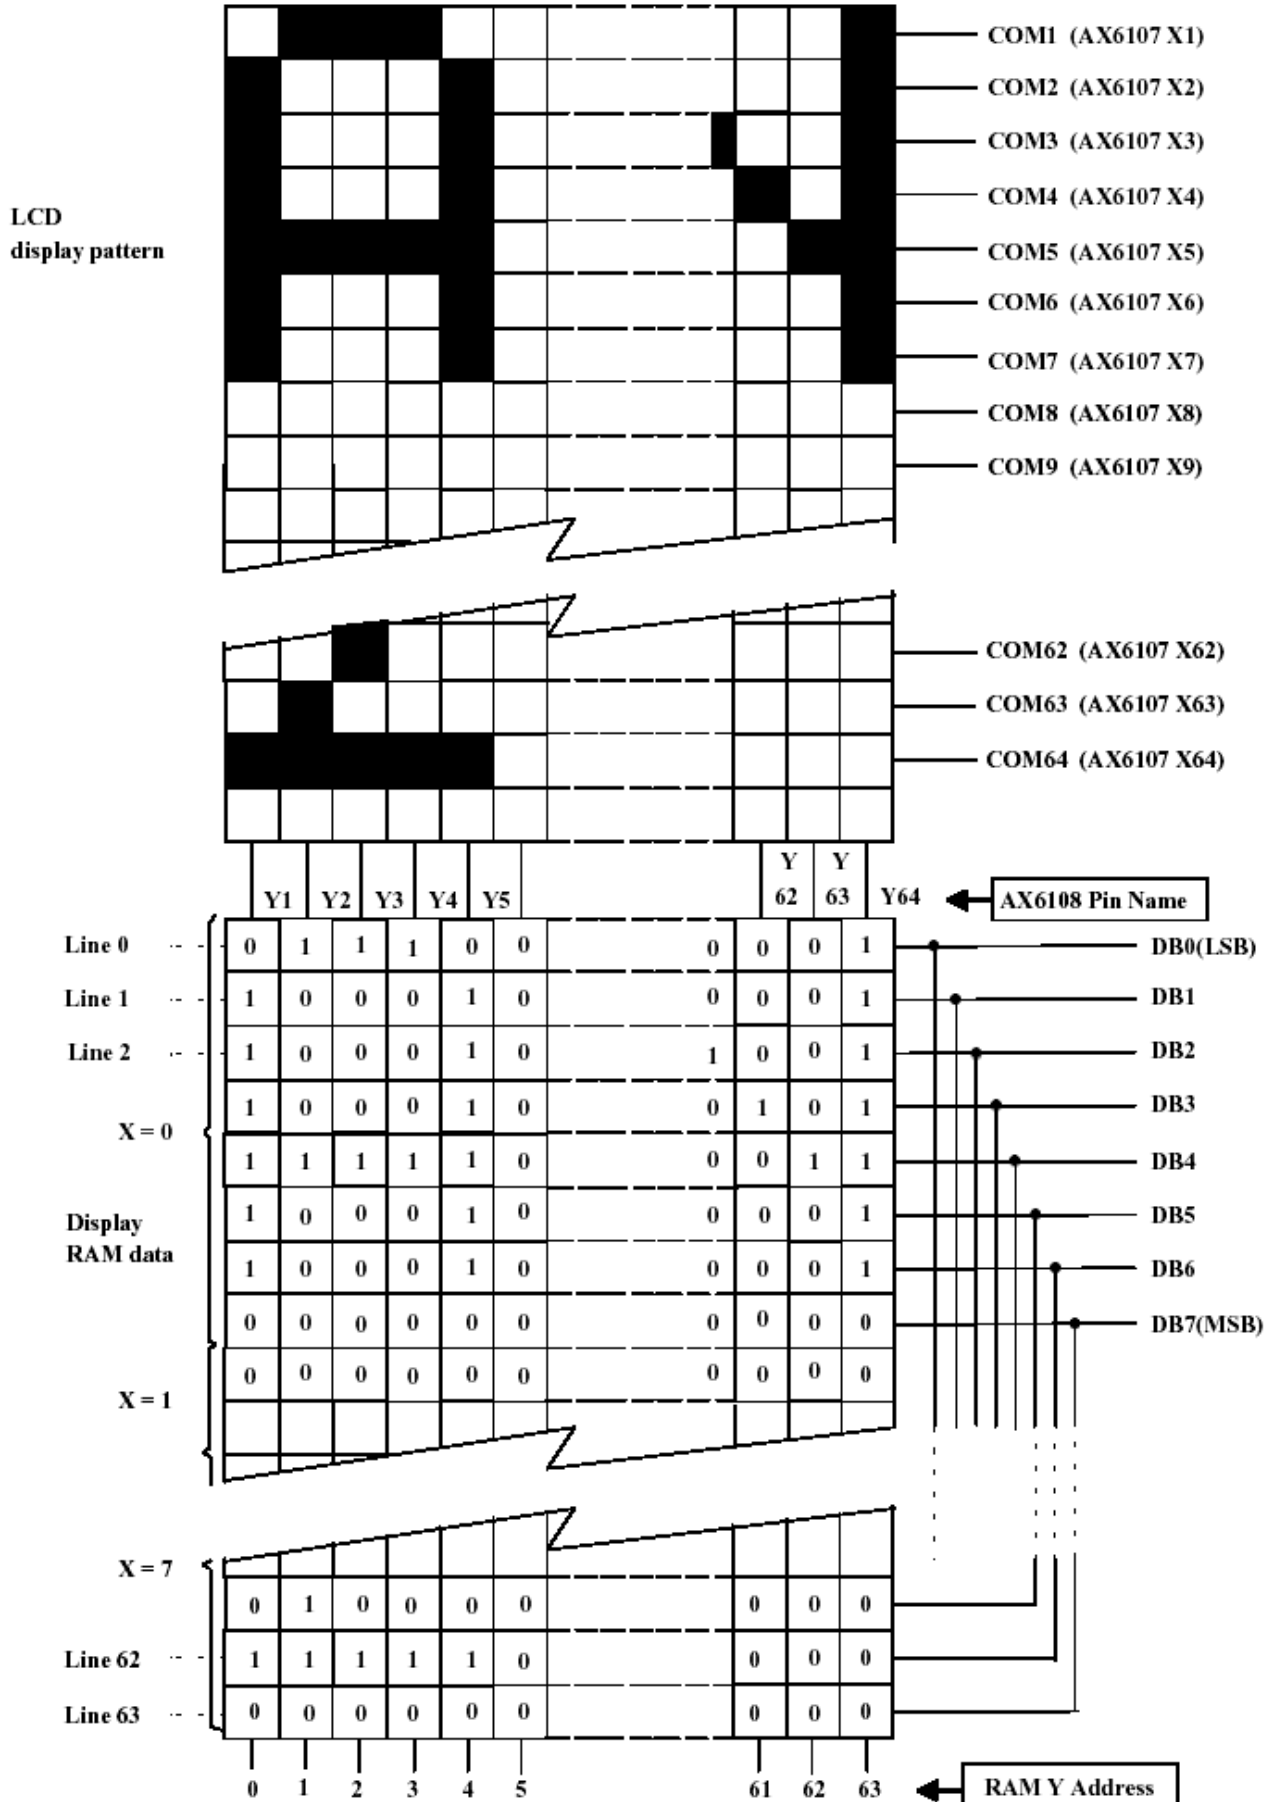 COM1 (AX6107 X1)
COM2 (AX6107 X2)
COM3 (AX6107 X3)
COM4 (AX6107 X4)
LCD
display pattern
COM5 (AX6107 X5)
COM6 (AX6107 X6)
COM7 (AX6107 X7)
COM8 (AX6107 X8)
COM9 (AX6107 X9)
COM62 (AX6107 X62)
COM63 (AX6107 X63)
COM64 (AX6107 X64)
Y1 Y2 Y3 Y4 Y5 Y 62 Y 63 Y64 AX6108 Pin Name
Line 0 0 1 1 1 0 0 0 0 0 1 DB0(LSB)
Line 1 1 0 0 0 1 0 0 0 0 1 DB1
Line 2 1 0 0 0 1 0 1 0 0 1 DB2
1 0 0 0 1 0 0 1 0 1 DB3
X = 0
1 1 1 1 1 0 0 0 1 1 DB4
Display
RAM data
1 0 0 0 1 0 0 0 0 1 DB5
1 0 0 0 1 0 0 0 0 1 DB6
0 0 0 0 0 0 0 0 0 0 DB7(MSB)
0 0 0 0 0 0 0 0 0 0
X = 1
X = 7
0 1 0 0 0 0 0 0 0
Line 62 1 1 1 1 1 0 0 0 0
Line 63 0 0 0 0 0 0 0 0 0
0 1 2 3 4 5 61 62 63 RAM Y Address